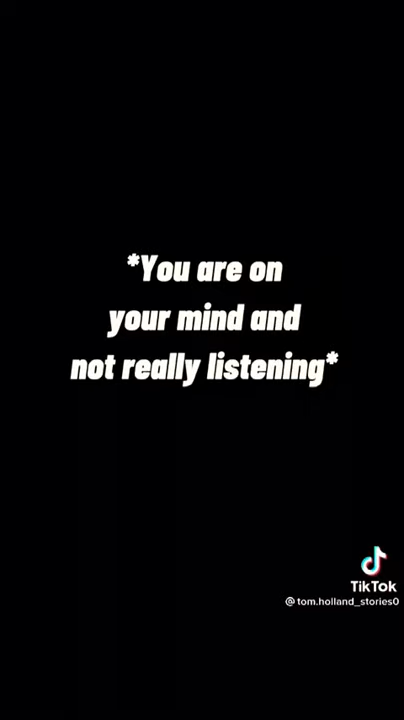 *You are on
your mind and
not really listening*
TikTok
@tom.holland_stories0